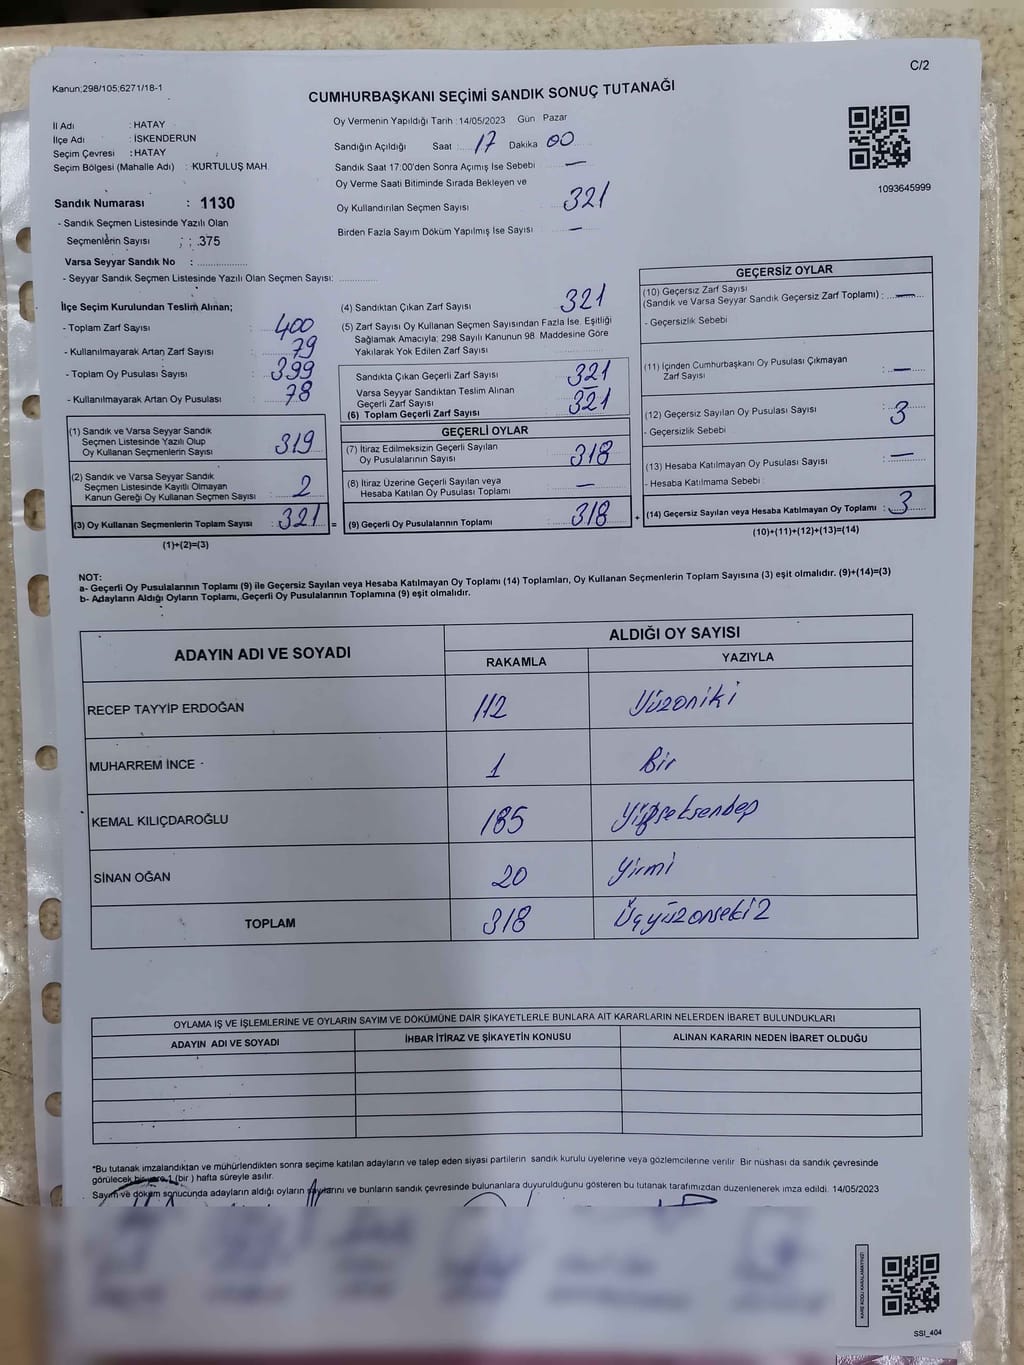 C/2
Kanun;298/105;6271/18-1
CUMHURBAŞKANI SEÇİMİ SANDIK SONUÇ TUTANAĞI
İl Adı : HATAY
İlçe Adı : İSKENDERUN
Seçim Çevresi : HATAY
Seçim Bölgesi (Mahalle Adı) : KURTULUŞ MAH.
Sandık Numarası : 1130
- Sandık Seçmen Listesinde Yazılı Olan
Seçmenlerin Sayısı : 375
Varsa Seyyar Sandık No :
- Seyyar Sandık Seçmen Listesinde Yazılı Olan Seçmen Sayısı:
Oy Vermenin Yapıldığı Tarih : 14/05/2023 Gün Pazar
Sandığın Açıldığı Saat : 17 Dakika 00
Sandık Saat 17:00'den Sonra Açımış İse Sebebi —
Oy Verme Saati Bitiminde Sırada Bekleyen ve
Oy Kullandırılan Seçmen Sayısı 321
Birden Fazla Sayım Döküm Yapılmış İse Sayısı —
1093645999
İlçe Seçim Kurulundan Teslim Alınan;
- Toplam Zarf Sayısı : 400
- Kullanılmayarak Artan Zarf Sayısı : 79
- Toplam Oy Pusulası Sayısı : 399
- Kullanılmayarak Artan Oy Pusulası : 78
(1) Sandık ve Varsa Seyyar Sandık
Seçmen Listesinde Yazılı Olup
Oy Kullanan Seçmenlerin Sayısı : 319
(2) Sandık ve Varsa Seyyar Sandık
Seçmen Listesinde Kayıtlı Olmayan
Kanun Gereği Oy Kullanan Seçmen Sayısı : 2
(3) Oy Kullanan Seçmenlerin Toplam Sayısı : 321 =
(1)+(2)=(3)
(4) Sandıktan Çıkan Zarf Sayısı 321
(5) Zarf Sayısı Oy Kullanan Seçmen Sayısından Fazla İse, Eşitliği
Sağlamak Amacıyla; 298 Sayılı Kanunun 98. Maddesine Göre
Yakılarak Yok Edilen Zarf Sayısı
Sandıkta Çıkan Geçerli Zarf Sayısı 321
Varsa Seyyar Sandıktan Teslim Alınan
Geçerli Zarf Sayısı —
(6) Toplam Geçerli Zarf Sayısı 321
GEÇERLİ OYLAR
(7) İtiraz Edilmeksizin Geçerli Sayılan
Oy Pusulalarının Sayısı : 318
(8) İtiraz Üzerine Geçerli Sayılan veya
Hesaba Katılan Oy Pusulası Toplamı : —
(9) Geçerli Oy Pusulalarının Toplamı : 318 +
GEÇERSİZ OYLAR
(10) Geçersiz Zarf Sayısı
(Sandık ve Varsa Seyyar Sandık Geçersiz Zarf Toplamı) : —
- Geçersizlik Sebebi
(11) İçinden Cumhurbaşkanı Oy Pusulası Çıkmayan
Zarf Sayısı : —
(12) Geçersiz Sayılan Oy Pusulası Sayısı : 3
- Geçersizlik Sebebi
(13) Hesaba Katılmayan Oy Pusulası Sayısı : —
- Hesaba Katılmama Sebebi
(14) Geçersiz Sayılan veya Hesaba Katılmayan Oy Toplamı : 3
(10)+(11)+(12)+(13)=(14)
NOT:
a- Geçerli Oy Pusulalarının Toplamı (9) ile Geçersiz Sayılan veya Hesaba Katılmayan Oy Toplamı (14) Toplamları, Oy Kullanan Seçmenlerin Toplam Sayısına (3) eşit olmalıdır. (9)+(14)=(3)
b- Adayların Aldığı Oyların Toplamı, Geçerli Oy Pusulalarının Toplamına (9) eşit olmalıdır.
ADAYIN ADI VE SOYADI ALDIĞI OY SAYISI
RAKAMLA YAZIYLA
RECEP TAYYİP ERDOĞAN 112 Yüzoniki
MUHARREM İNCE - 1 Bir
KEMAL KILIÇDAROĞLU 185
SİNAN OĞAN 20 Yirmi
TOPLAM 318 Üçyüzonseki2
OYLAMA İŞ VE İŞLEMLERİNE VE OYLARIN SAYIM VE DÖKÜMÜNE DAİR ŞİKAYETLERLE BUNLARA AİT KARARLARIN NELERDEN İBARET BULUNDUKLARI
ADAYIN ADI VE SOYADI İHBAR İTİRAZ VE ŞİKAYETİN KONUSU ALINAN KARARIN NEDEN İBARET OLDUĞU
*Bu tutanak imzalandıktan ve mühürlendikten sonra seçime katılan adayların ve talep eden siyasi partilerin sandık kurulu üyelerine veya gözlemcilerine verilir. Bir nüshası da sandık çevresinde
görülecek bir yere 1 (bir) hafta süreyle asılır.
Sayım ve döküm sonucunda adayların aldığı oyların sayılarını ve bunların sandık çevresinde bulunanlara duyurulduğunu gösteren bu tutanak tarafımızdan düzenlenerek imza edildi. 14/05/2023
KARE KODU KARALAMAYINIZ!
SSI_404